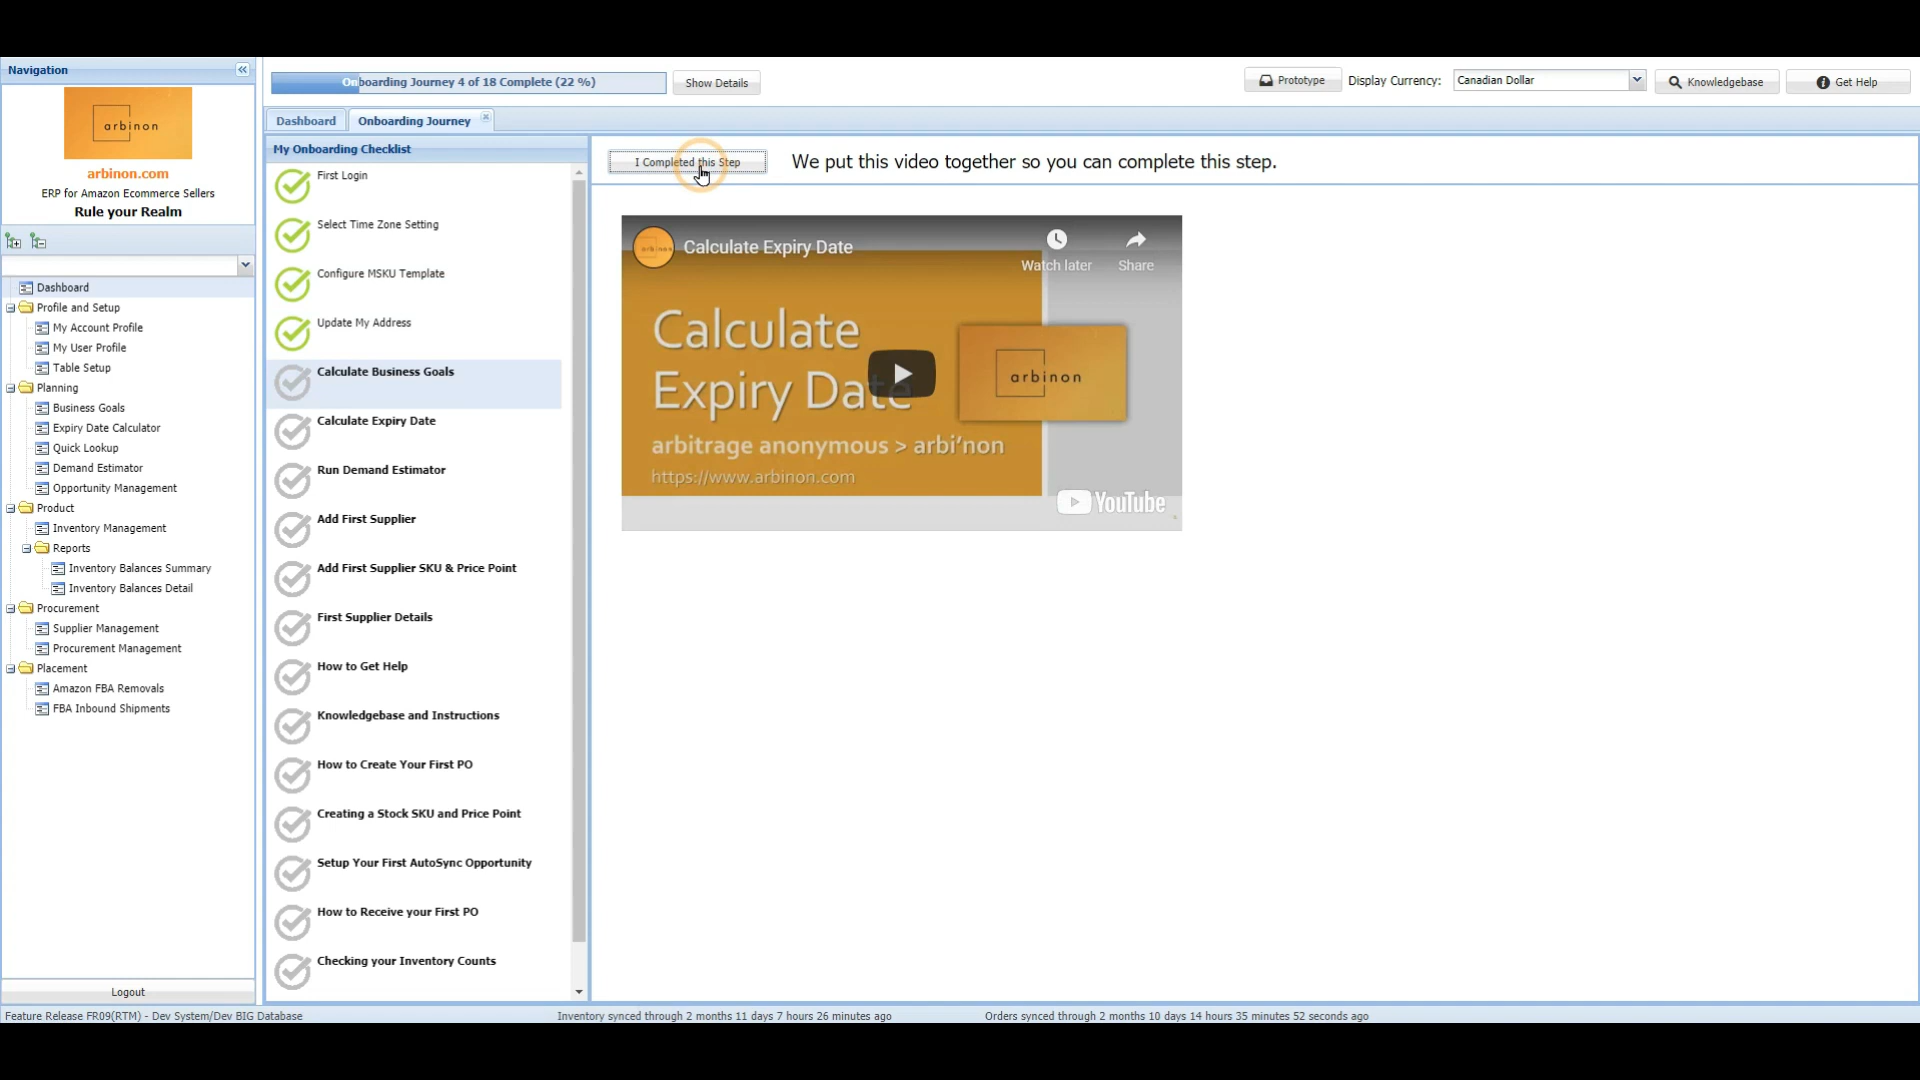 Navigation
arbinon
arbinon.com
ERP for Amazon Ecommerce Sellers
Rule your Realm
Dashboard
Profile and Setup
My Account Profile
My User Profile
Table Setup
Planning
Business Goals
Expiry Date Calculator
Quick Lookup
Demand Estimator
Opportunity Management
Product
Inventory Management
Reports
Inventory Balances Summary
Inventory Balances Detail
Procurement
Supplier Management
Procurement Management
Placement
Amazon FBA Removals
FBA Inbound Shipments
Logout
Onboarding Journey 4 of 18 Complete (22 %)
Show Details
Prototype
Display Currency:
Canadian Dollar
Knowledgebase
Get Help
Dashboard
Onboarding Journey
My Onboarding Checklist
First Login
Select Time Zone Setting
Configure MSKU Template
Update My Address
Calculate Business Goals
Calculate Expiry Date
Run Demand Estimator
Add First Supplier
Add First Supplier SKU & Price Point
First Supplier Details
How to Get Help
Knowledgebase and Instructions
How to Create Your First PO
Creating a Stock SKU and Price Point
Setup Your First AutoSync Opportunity
How to Receive your First PO
Checking your Inventory Counts
I Completed this Step
We put this video together so you can complete this step.
arbinon
Calculate Expiry Date
Watch later
Share
Calculate
Expiry Date
arbinon
arbitrage anonymous > arbi'non
https://www.arbinon.com
YouTube
Feature Release FR09(RTM) - Dev System/Dev BIG Database
Inventory synced through 2 months 11 days 7 hours 26 minutes ago
Orders synced through 2 months 10 days 14 hours 35 minutes 52 seconds ago